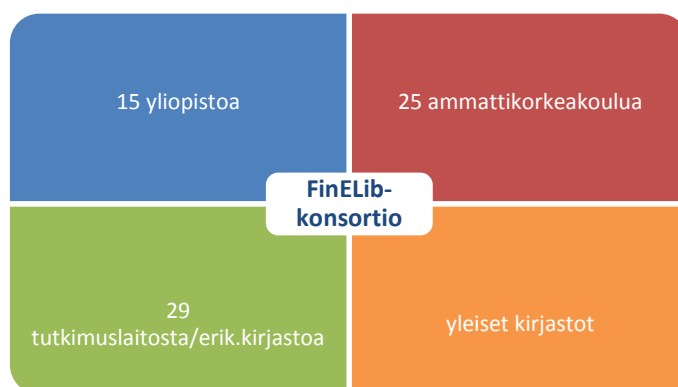 15 yliopistoa
25 ammattikorkeakoulua
FinELib-
konsortio
29
tutkimuslaitosta/erik.kirjastoa
yleiset kirjastot